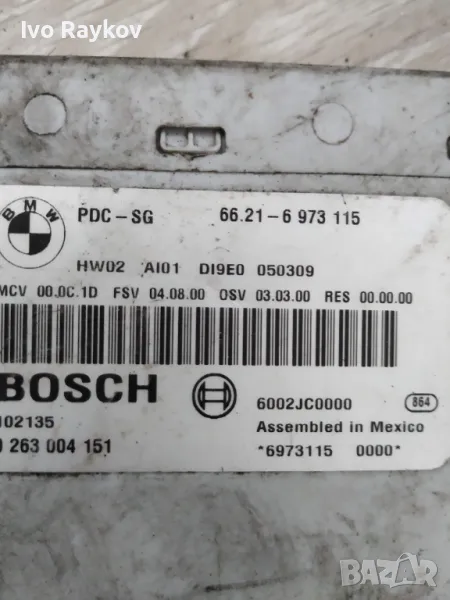 Ivo Raykov
BMW
PDC-SG 66.21-6 973 115
HW02 AI01 DI9E0 050309
MCV 00.0C.1D FSV 04.08.00 OSV 03.03.00 RES 00.00.00
BOSCH
6002JC0000 864
102135
Assembled in Mexico
0 263 004 151
*6973115 0000*
BAZAR